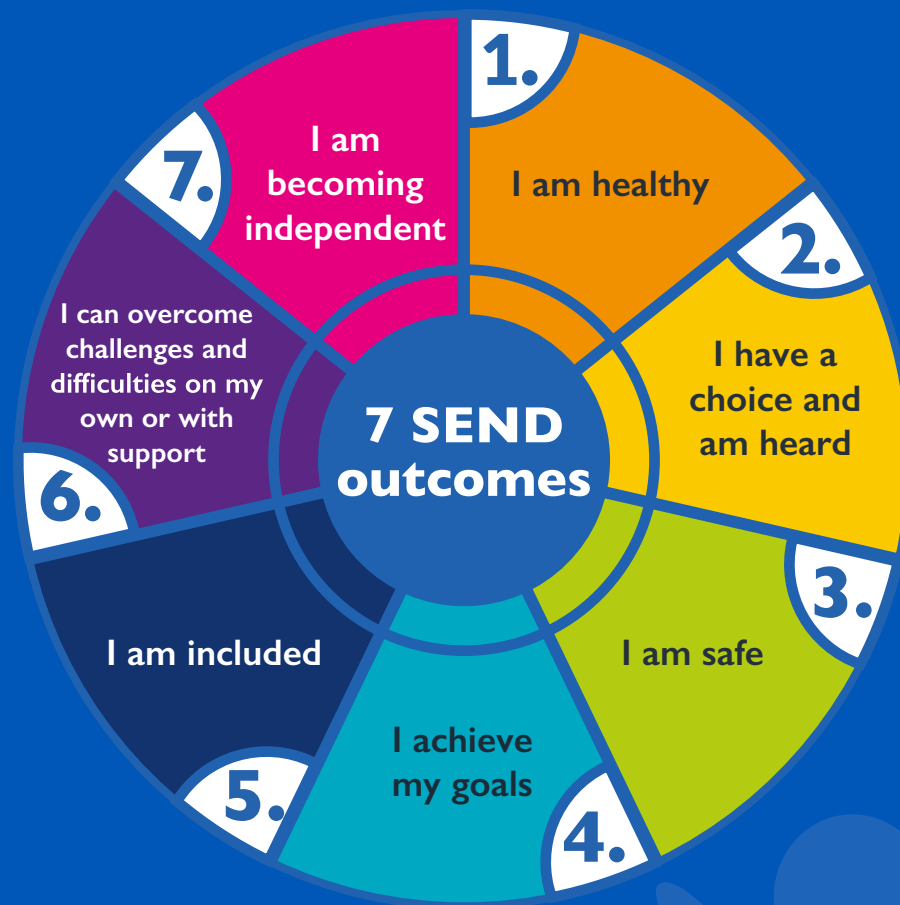 7 SEND
outcomes
1.
I am healthy
2.
I have a
choice and
am heard
3.
I am safe
4.
I achieve
my goals
5.
I am included
6.
I can overcome
challenges and
difficulties on my
own or with
support
7.
I am
becoming
independent